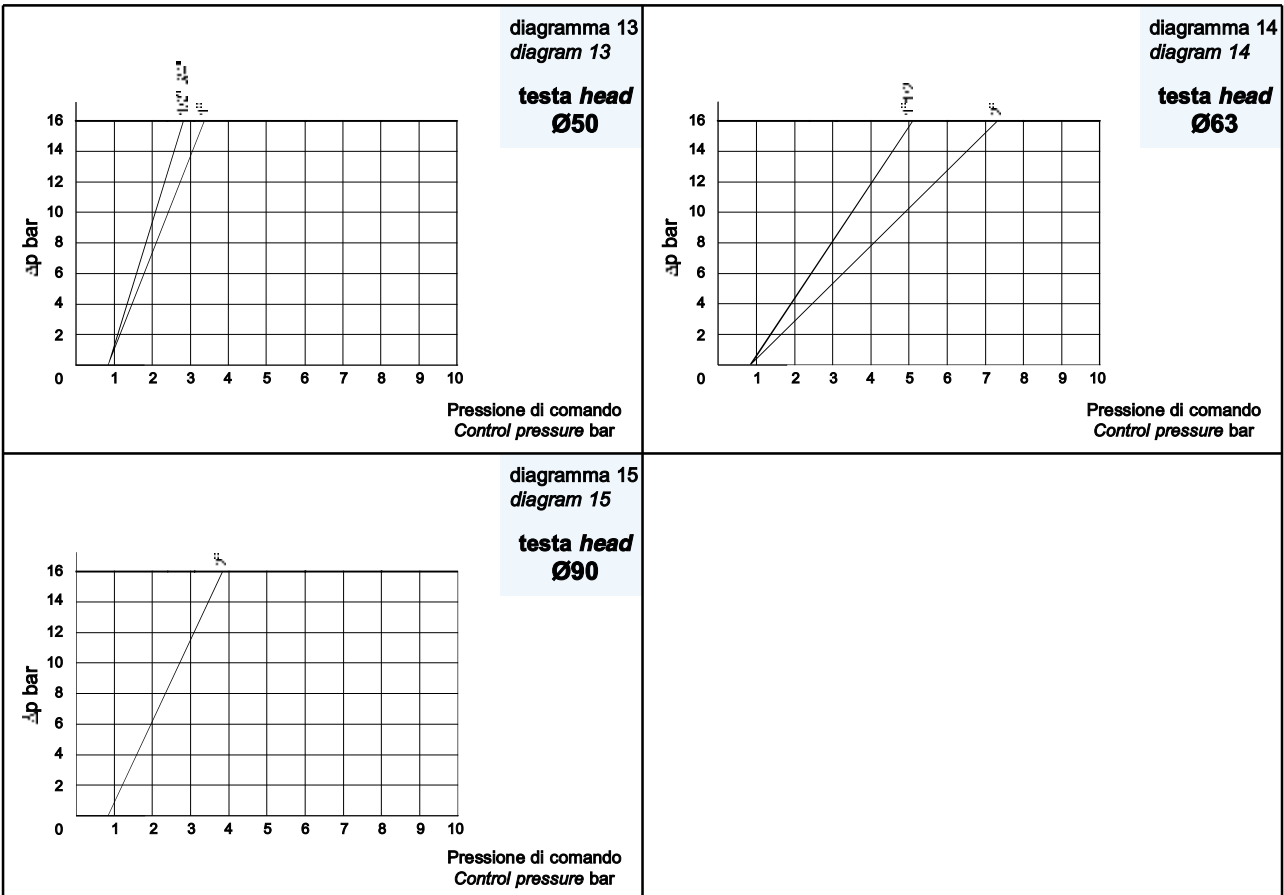 diagramma 13
diagram 13
testa head
Ø50
16
14
12
10
8
6
4
2
0
Δp bar
1 2 3 4 5 6 7 8 9 10
Pressione di comando
Control pressure bar
diagramma 14
diagram 14
testa head
Ø63
16
14
12
10
8
6
4
2
0
Δp bar
1 2 3 4 5 6 7 8 9 10
Pressione di comando
Control pressure bar
diagramma 15
diagram 15
testa head
Ø90
16
14
12
10
8
6
4
2
0
Δp bar
1 2 3 4 5 6 7 8 9 10
Pressione di comando
Control pressure bar